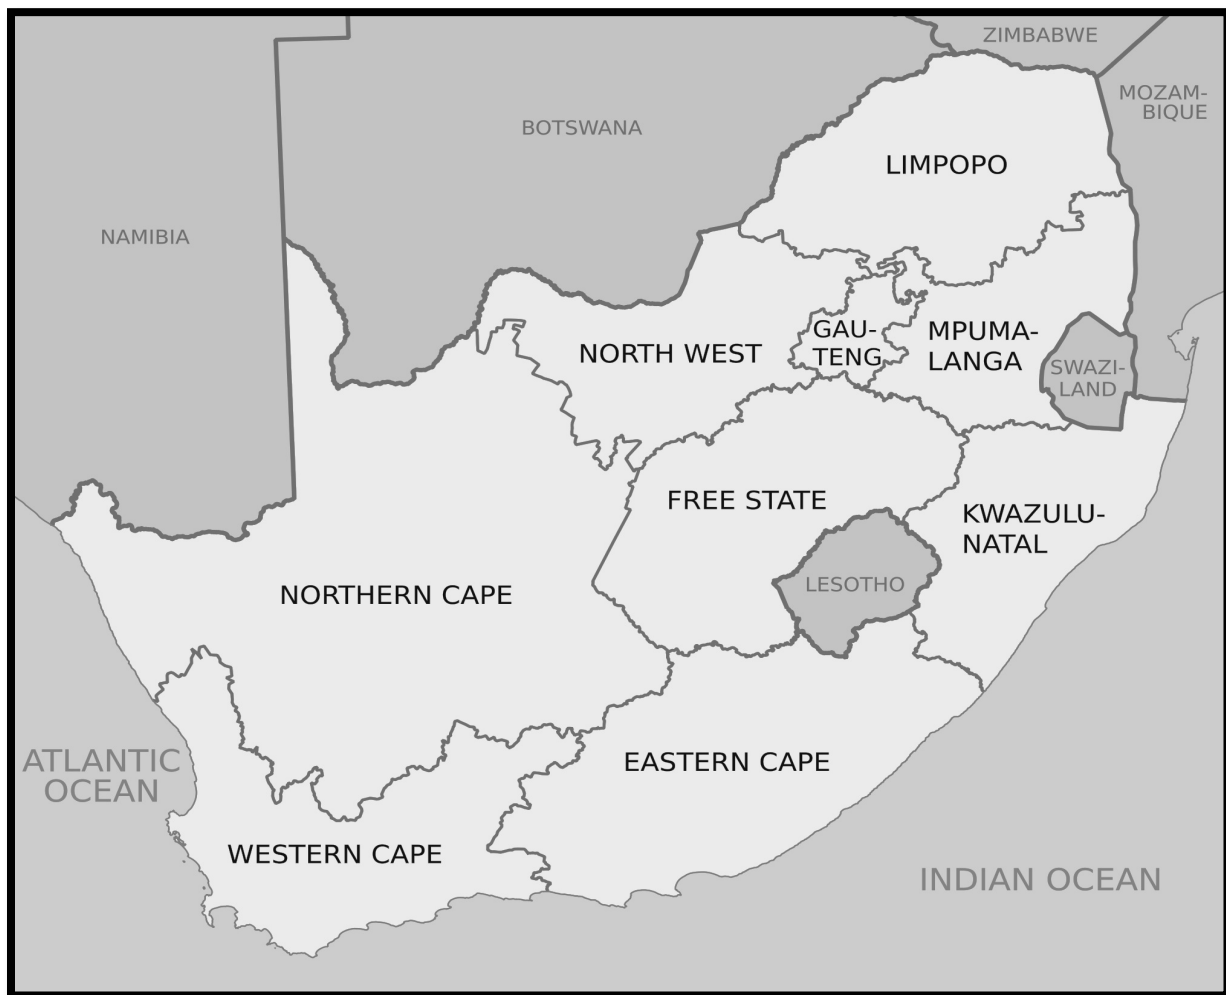 ZIMBABWE
MOZAM-
BIQUE
BOTSWANA
LIMPOPO
NAMIBIA
GAU-
TENG
MPUMA-
LANGA
NORTH WEST
SWAZI-
LAND
FREE STATE
KWAZULU-
NATAL
LESOTHO
NORTHERN CAPE
ATLANTIC
OCEAN
EASTERN CAPE
WESTERN CAPE
INDIAN OCEAN